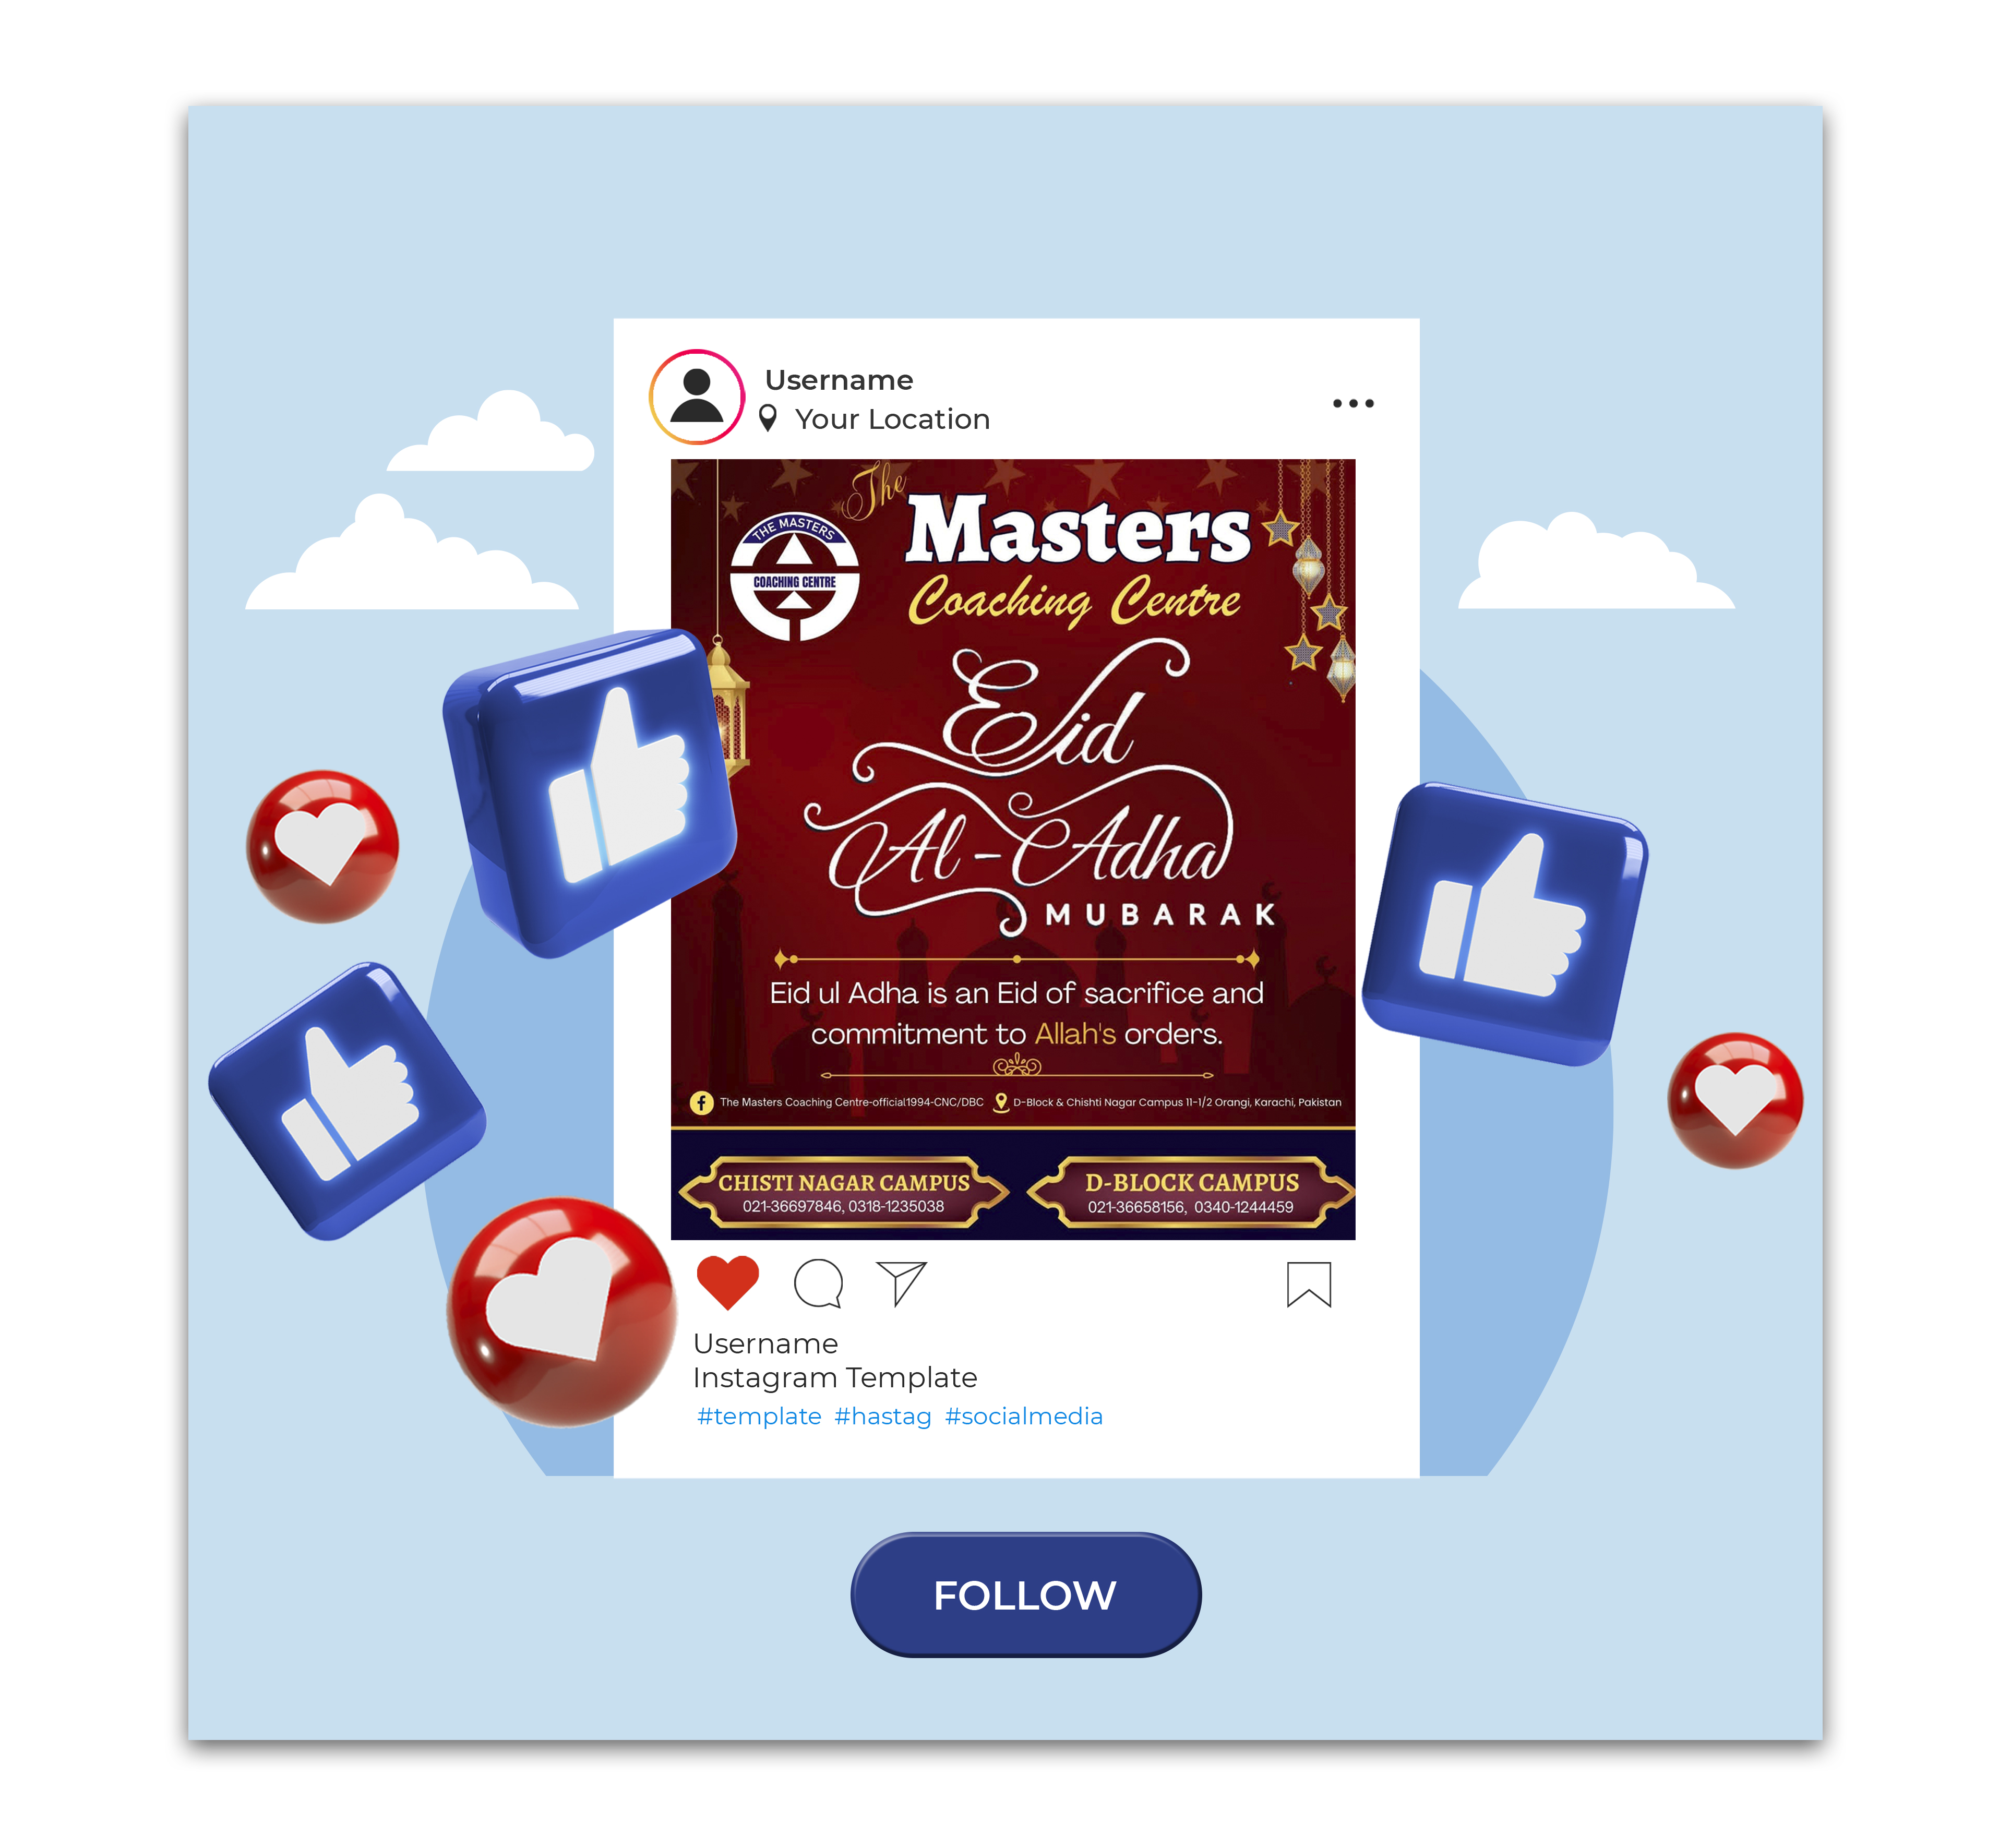 Username
Your Location
The
Masters
Coaching Centre
THE MASTERS
COACHING CENTRE
Eid
Al-Adha
MUBARAK
Eid ul Adha is an Eid of sacrifice and
commitment to Allah's orders.
The Masters Coaching Centre-official1994-CNC/DBC D-Block & Chishti Nagar Campus 11-1/2 Orangi, Karachi, Pakistan
CHISTI NAGAR CAMPUS
021-36697846, 0318-1235038
D-BLOCK CAMPUS
021-36658156, 0340-1244459
Username
Instagram Template
#template #hastag #socialmedia
FOLLOW